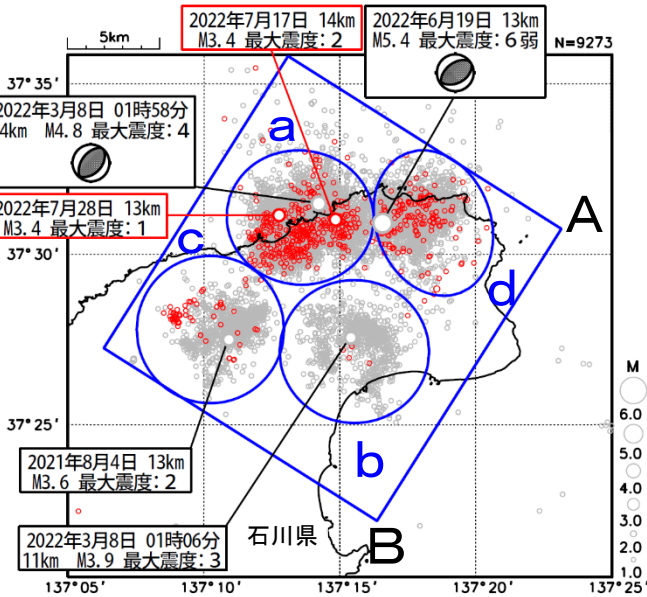 2022年7月17日 14km
M3.4 最大震度：2
2022年6月19日 13km
M5.4 最大震度：6弱
5km
N=9273
37°35′
2022年3月8日 01時58分
4km M4.8 最大震度：4
a
2022年7月28日 13km
M3.4 最大震度：1
A
c
37°30′
d
M
6.0
5.0
4.0
3.0
2.0
1.0
37°25′
2021年8月4日 13km
M3.6 最大震度：2
b
2022年3月8日 01時06分
11km M3.9 最大震度：3
石川県
B
137°05′
137°10′
137°15′
137°20′
137°25′